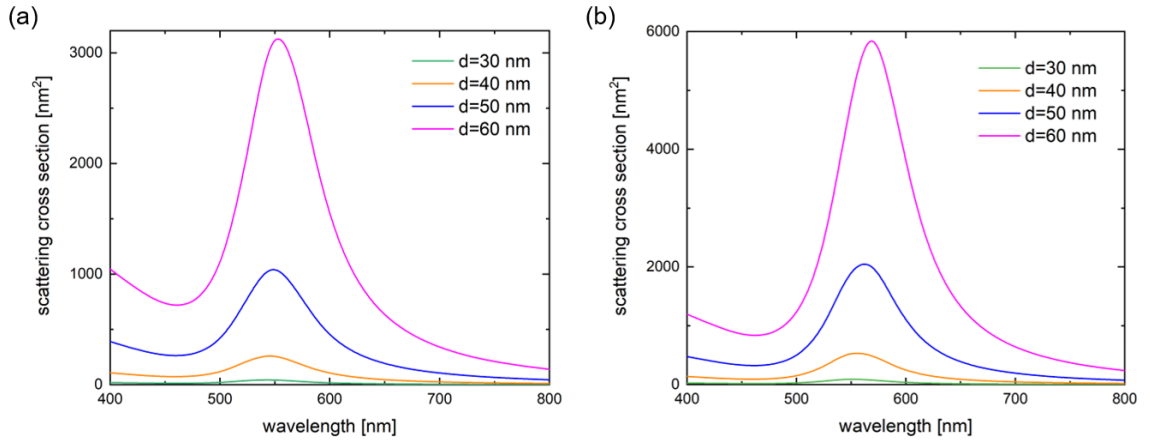 (a)
3000
2000
1000
0
400
500
600
700
800
scattering cross section [nm²]
wavelength [nm]
d=30 nm
d=40 nm
d=50 nm
d=60 nm
(b)
6000
4000
2000
0
400
500
600
700
800
scattering cross section [nm²]
wavelength [nm]
d=30 nm
d=40 nm
d=50 nm
d=60 nm